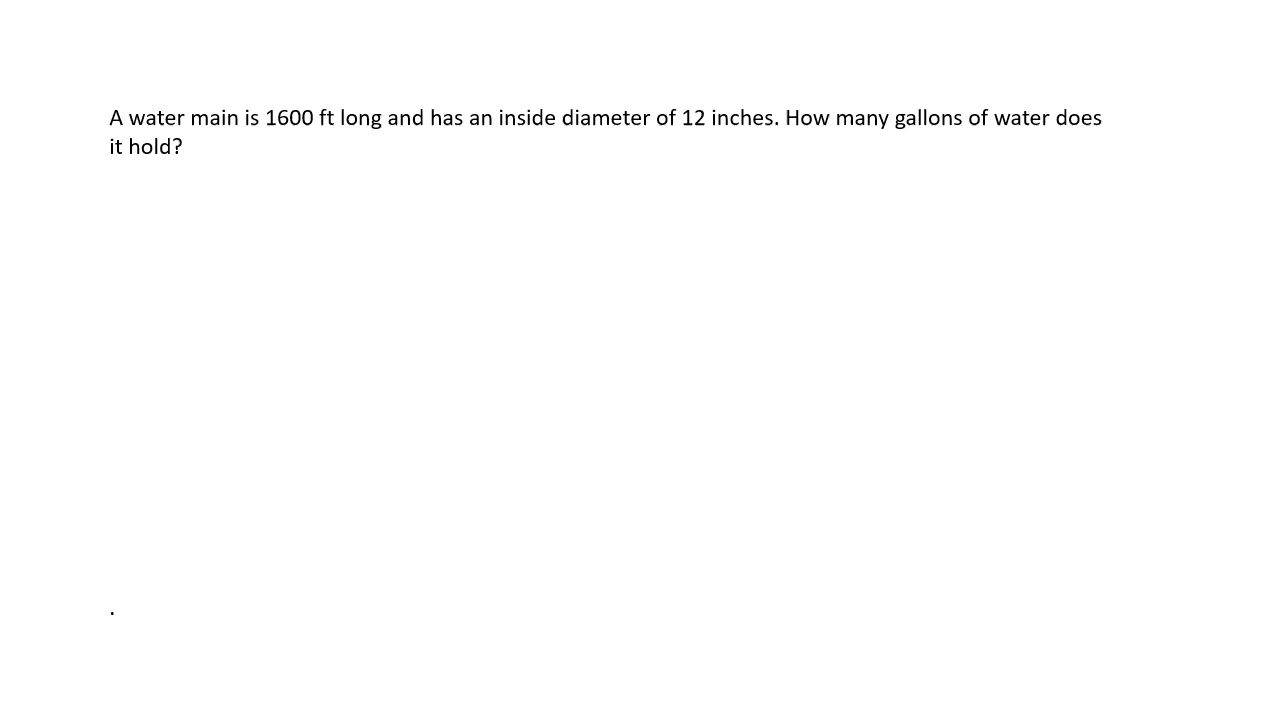 A water main is 1600 ft long and has an inside diameter of 12 inches. How many gallons of water does
it hold?
.